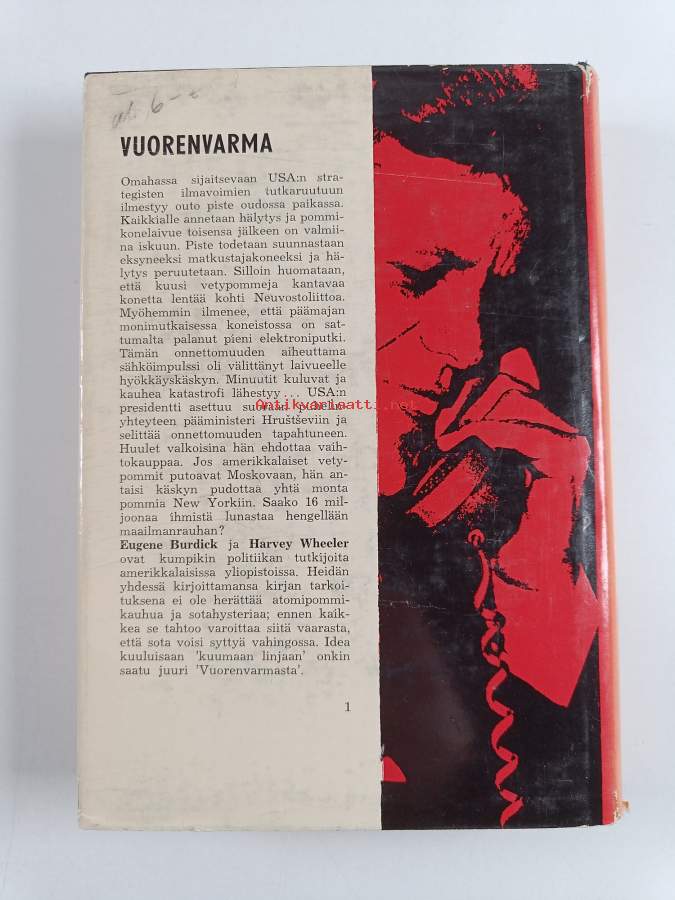 VUORENVARMA
Omahassa sijaitsevaan USA:n stra-
tegisten ilmavoimien tutkaruutuun
ilmestyy outo piste oudossa paikassa.
Kaikkialle annetaan hälytys ja pommi-
konelaivue toisensa jälkeen on valmii-
na iskuun. Piste todetaan suunnastaan
eksyneeksi matkustajakoneeksi ja hä-
lytys peruutetaan. Silloin huomataan,
että kuusi vetypommeja kantavaa
konetta lentää kohti Neuvostoliittoa.
Myöhemmin ilmenee, että päämajan
monimutkaisessa koneistossa on sat-
tumalta palanut pieni elektroniputki.
Tämän onnettomuuden aiheuttama
sähköimpulssi oli välittänyt laivueelle
hyökkäyskäskyn. Minuutit kuluvat ja
kauhea katastrofi lähestyy... USA:n
presidentti asettuu suoraan puhelin-
yhteyteen pääministeri Hruštševiin ja
selittää onnettomuuden tapahtuneen.
Huulet valkoisina hän ehdottaa vaih-
tokauppaa. Jos amerikkalaiset vety-
pommit putoavat Moskovaan, hän an-
taisi käskyn pudottaa yhtä monta
pommia New Yorkiin. Saako 16 mil-
joonaa ihmistä lunastaa hengellään
maailmanrauhan?
Eugene Burdick ja Harvey Wheeler
ovat kumpikin politiikan tutkijoita
amerikkalaisissa yliopistoissa. Heidän
yhdessä kirjoittamansa kirjan tarkoi-
tuksena ei ole herättää atomipommi-
kauhua ja sotahysteriaa; ennen kaik-
kea se tahtoo varoittaa siitä vaarasta,
että sota voisi syttyä vahingossa. Idea
kuuluisaan 'kuumaan linjaan' onkin
saatu juuri 'Vuorenvarmasta'.
1
Antikvariaatti.net